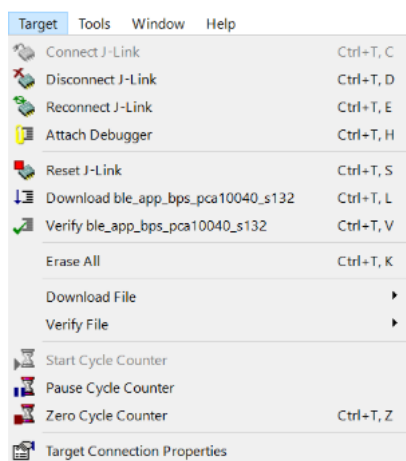 Target Tools Window Help
Connect J-Link Ctrl+T, C
Disconnect J-Link Ctrl+T, D
Reconnect J-Link Ctrl+T, E
Attach Debugger Ctrl+T, H
Reset J-Link Ctrl+T, S
Download ble_app_bps_pca10040_s132 Ctrl+T, L
Verify ble_app_bps_pca10040_s132 Ctrl+T, V
Erase All Ctrl+T, K
Download File
Verify File
Start Cycle Counter
Pause Cycle Counter
Zero Cycle Counter Ctrl+T, Z
Target Connection Properties